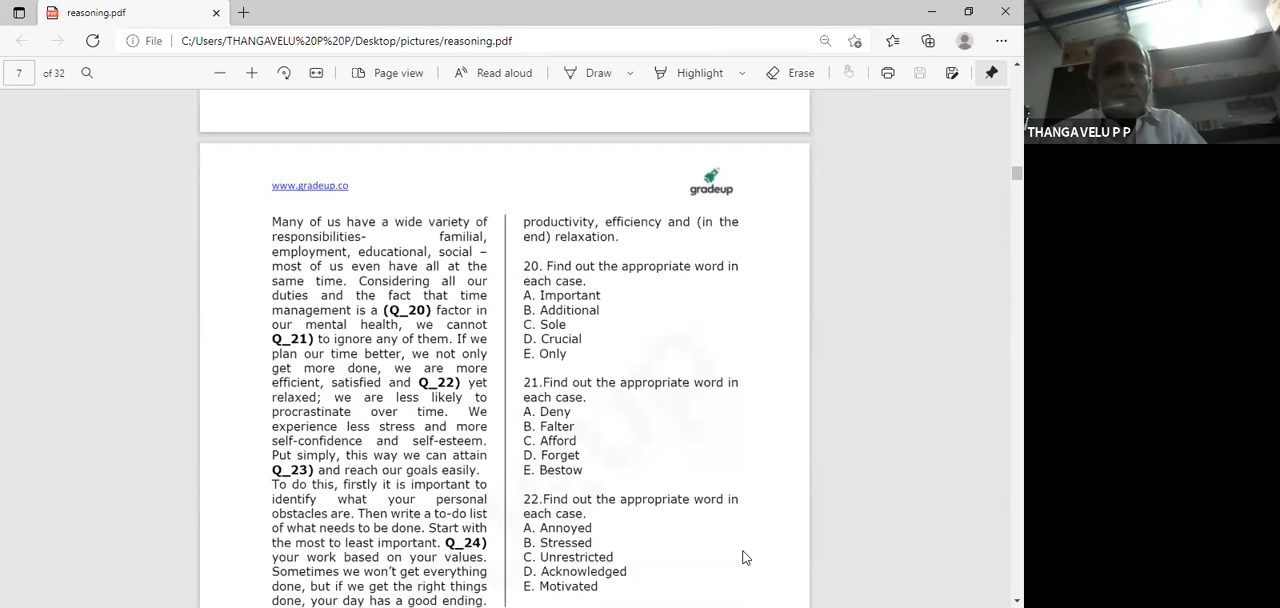 reasoning.pdf
File
C:/Users/THANGAVELU%20P%20P/Desktop/pictures/reasoning.pdf
7 of 32
Page view
Read aloud
Draw
Highlight
Erase
THANGAVELU P P
www.gradeup.co
gradeup
Many of us have a wide variety of
responsibilities- familial,
employment, educational, social –
most of us even have all at the
same time. Considering all our
duties and the fact that time
management is a (Q_20) factor in
our mental health, we cannot
Q_21) to ignore any of them. If we
plan our time better, we not only
get more done, we are more
efficient, satisfied and Q_22) yet
relaxed; we are less likely to
procrastinate over time. We
experience less stress and more
self-confidence and self-esteem.
Put simply, this way we can attain
Q_23) and reach our goals easily.
To do this, firstly it is important to
identify what your personal
obstacles are. Then write a to-do list
of what needs to be done. Start with
the most to least important. Q_24)
your work based on your values.
Sometimes we won't get everything
done, but if we get the right things
done, your day has a good ending.
productivity, efficiency and (in the
end) relaxation.
20. Find out the appropriate word in
each case.
A. Important
B. Additional
C. Sole
D. Crucial
E. Only
21.Find out the appropriate word in
each case.
A. Deny
B. Falter
C. Afford
D. Forget
E. Bestow
22.Find out the appropriate word in
each case.
A. Annoyed
B. Stressed
C. Unrestricted
D. Acknowledged
E. Motivated